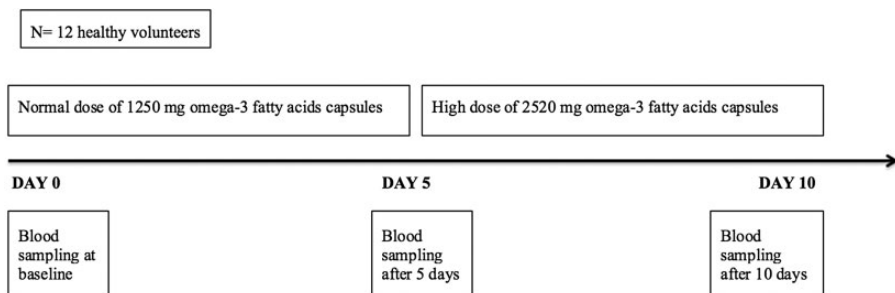 N= 12 healthy volunteers
Normal dose of 1250 mg omega-3 fatty acids capsules
High dose of 2520 mg omega-3 fatty acids capsules
DAY 0
DAY 5
DAY 10
Blood
sampling at
baseline
Blood
sampling
after 5 days
Blood
sampling
after 10 days